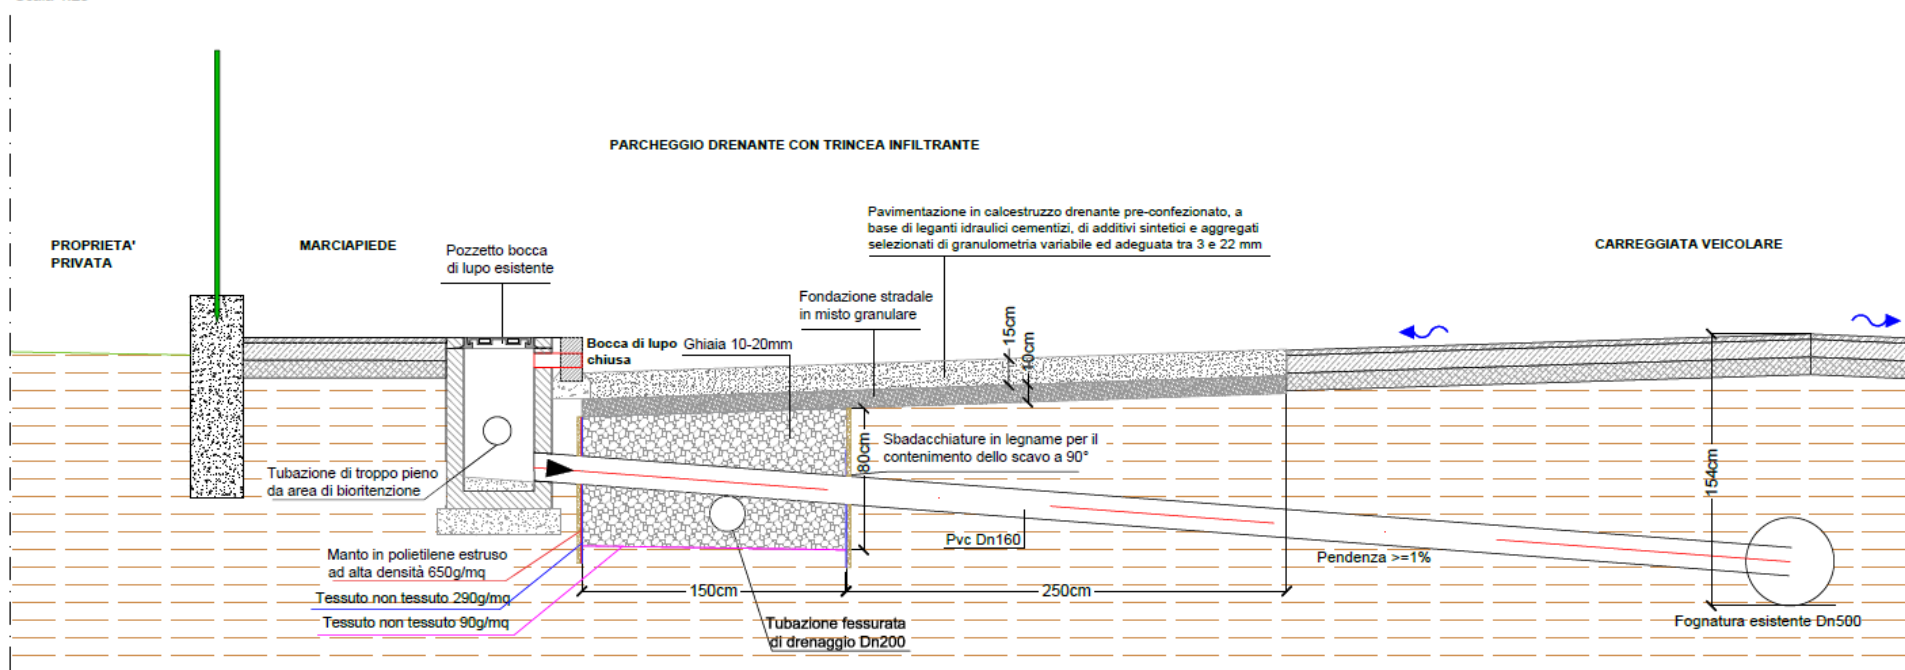 PARCHEGGIO DRENANTE CON TRINCEA INFILTRANTE
PROPRIETA'
PRIVATA
MARCIAPIEDE
Pozzetto bocca
di lupo esistente
Pavimentazione in calcestruzzo drenante pre-confezionato, a
base di leganti idraulici cementizi, di additivi sintetici e aggregati
selezionati di granulometria variabile ed adeguata tra 3 e 22 mm
CARREGGIATA VEICOLARE
Fondazione stradale
in misto granulare
Bocca di lupo
chiusa
Ghiaia 10-20mm
15cm
10cm
Sbadacchiature in legname per il
contenimento dello scavo a 90°
80cm
154cm
Tubazione di troppo pieno
da area di bioritenzione
Pvc Dn160
Pendenza >=1%
Manto in polietilene estruso
ad alta densità 650g/mq
Tessuto non tessuto 290g/mq
Tessuto non tessuto 90g/mq
150cm
250cm
Tubazione fessurata
di drenaggio Dn200
Fognatura esistente Dn500